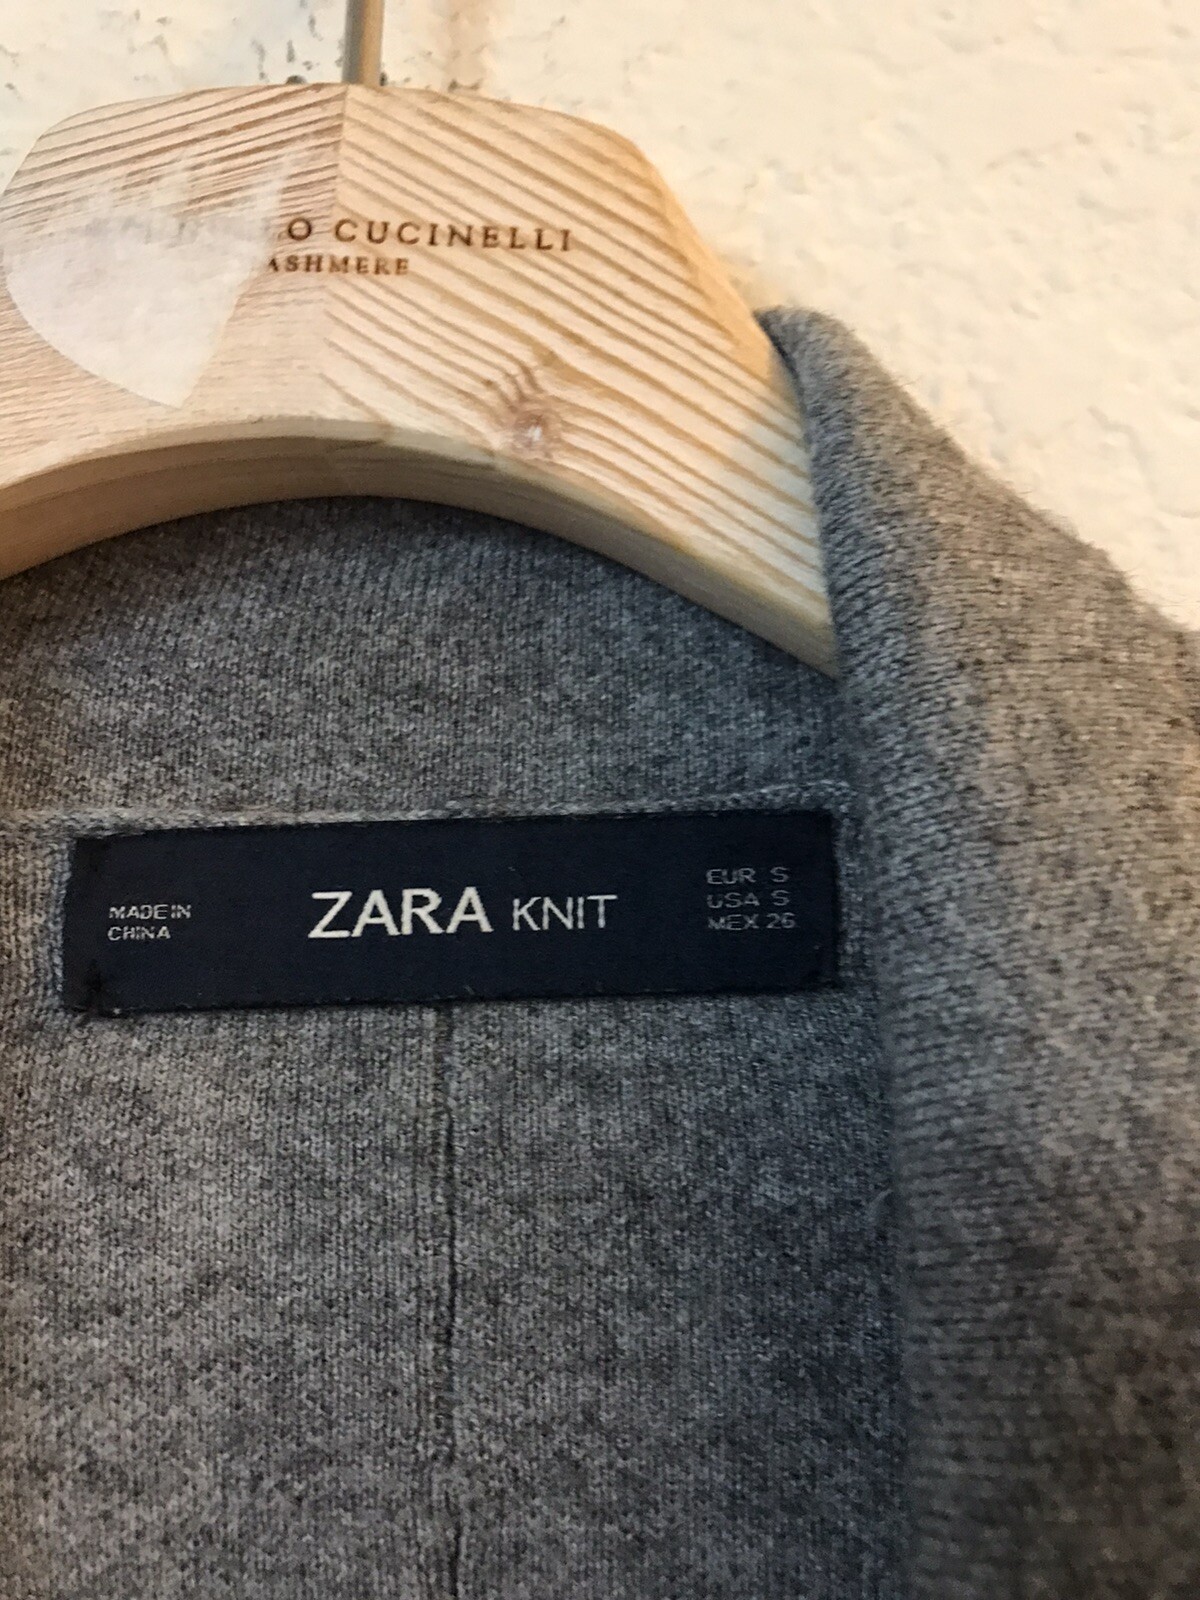 O CUCINELLI
ASHMERE
MADE IN
CHINA
ZARA KNIT
EUR S
USA S
MEX 26